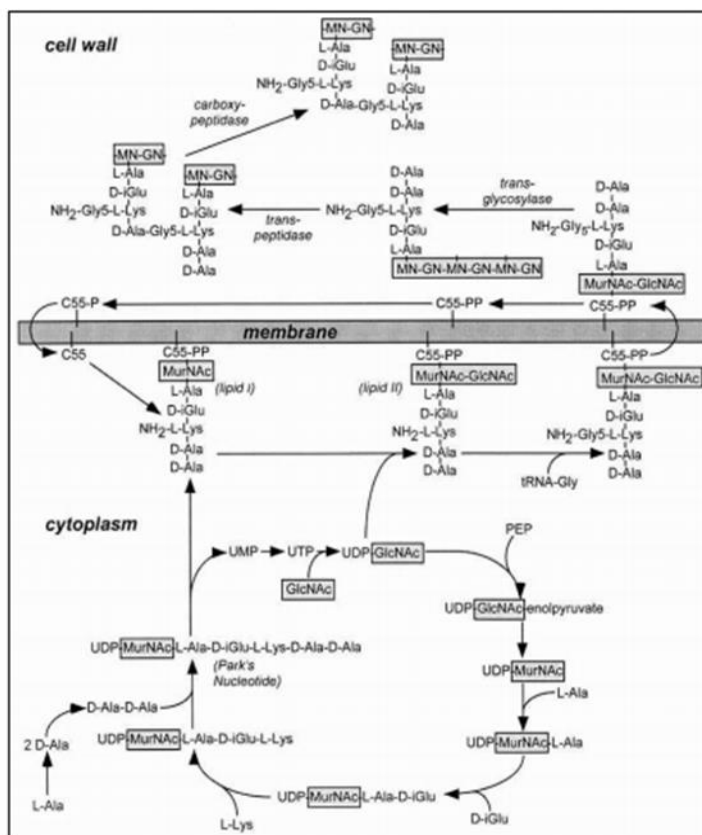 cell wall
-MN-GN-
L-Ala
D-iGlu
NH2-Gly5-L-Lys
D-Ala-Gly5-L-Lys
-MN-GN-
L-Ala
D-iGlu
D-Ala
carboxy-
peptidase
-MN-GN-
L-Ala
NH2-Gly5-L-Lys
D-Ala-Gly5-L-Lys
-MN-GN-
L-Ala
D-iGlu
D-Ala
D-Ala
trans-
peptidase
D-Ala
D-Ala
NH2-Gly5-L-Lys
D-iGlu
L-Ala
MN-GN-MN-GN-MN-GN
trans-
glycosylase
D-Ala
D-Ala
NH2-Gly5-L-Lys
D-iGlu
L-Ala
MurNAc-GlcNAc
C55-P
C55-PP
C55-PP
membrane
C55
C55-PP
MurNAc
L-Ala
(lipid I)
D-iGlu
NH2-L-Lys
D-Ala
D-Ala
C55-PP
MurNAc-GlcNAc
(lipid II)
L-Ala
D-iGlu
NH2-L-Lys
D-Ala
D-Ala
C55-PP
MurNAc-GlcNAc
L-Ala
D-iGlu
NH2-Gly5-L-Lys
D-Ala
D-Ala
tRNA-Gly
cytoplasm
UMP
UTP
UDP-GlcNAc
GlcNAc
PEP
UDP-GlcNAc-enolpyruvate
UDP-MurNAc
L-Ala
UDP-MurNAc-L-Ala
D-iGlu
UDP-MurNAc-L-Ala-D-iGlu
L-Lys
UDP-MurNAc-L-Ala-D-iGlu-L-Lys
UDP-MurNAc-L-Ala-D-iGlu-L-Lys-D-Ala-D-Ala
(Park's
Nucleotide)
D-Ala-D-Ala
2 D-Ala
L-Ala